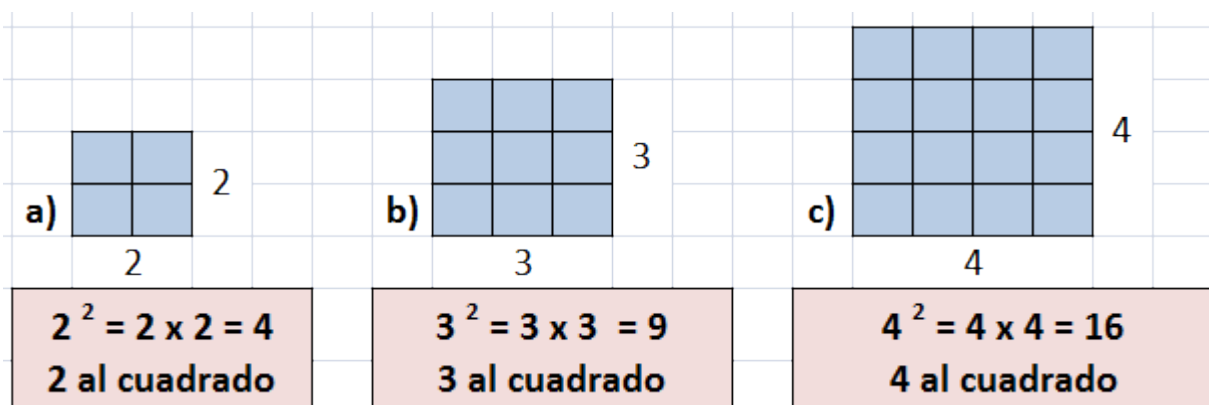 a)
2
2
2 ² = 2 x 2 = 4
2 al cuadrado
b)
3
3
3 ² = 3 x 3 = 9
3 al cuadrado
c)
4
4
4 ² = 4 x 4 = 16
4 al cuadrado